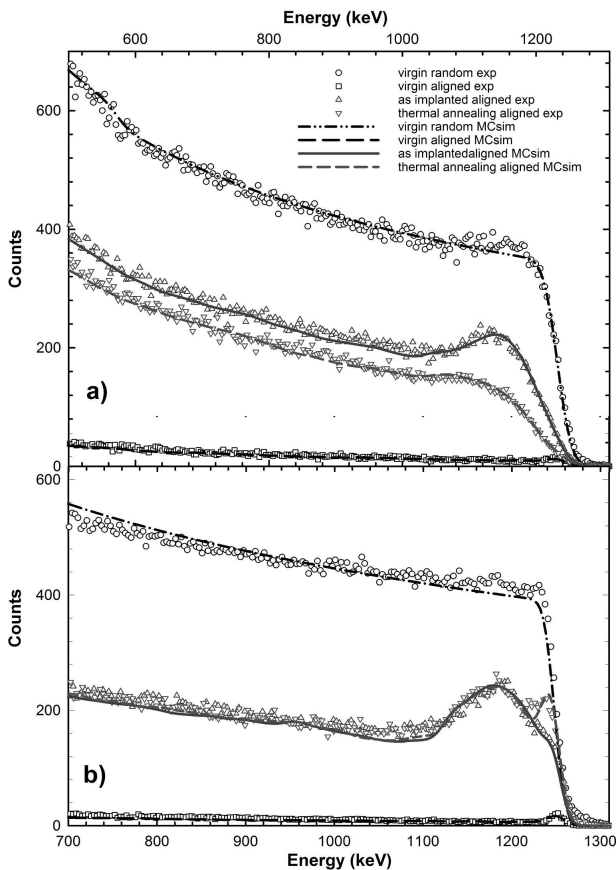 Energy (keV)
600 800 1000 1200
virgin random exp
virgin aligned exp
as implanted aligned exp
thermal annealing aligned exp
virgin random MCsim
virgin aligned MCsim
as implantedaligned MCsim
thermal annealing aligned MCsim
600
400
200
0
Counts
a)
600
400
200
0
Counts
b)
700 800 900 1000 1100 1200 1300
Energy (keV)